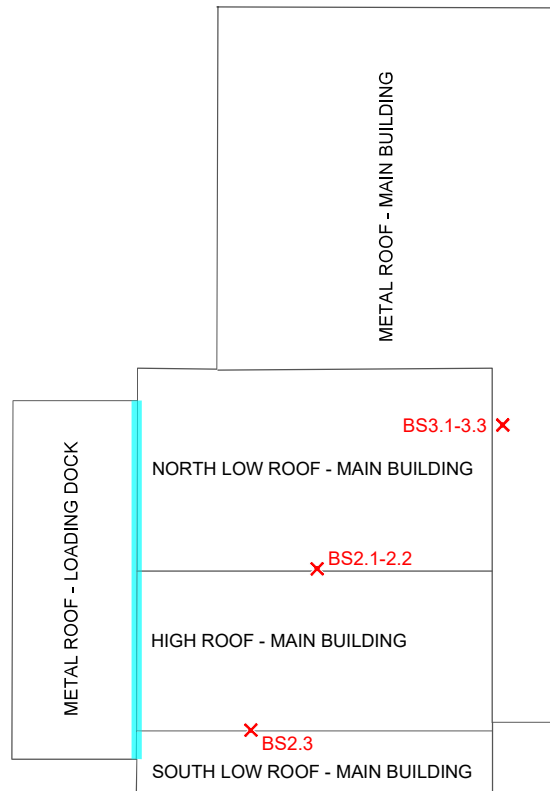 METAL ROOF - MAIN BUILDING
BS3.1-3.3
METAL ROOF - LOADING DOCK
NORTH LOW ROOF - MAIN BUILDING
BS2.1-2.2
HIGH ROOF - MAIN BUILDING
BS2.3
SOUTH LOW ROOF - MAIN BUILDING